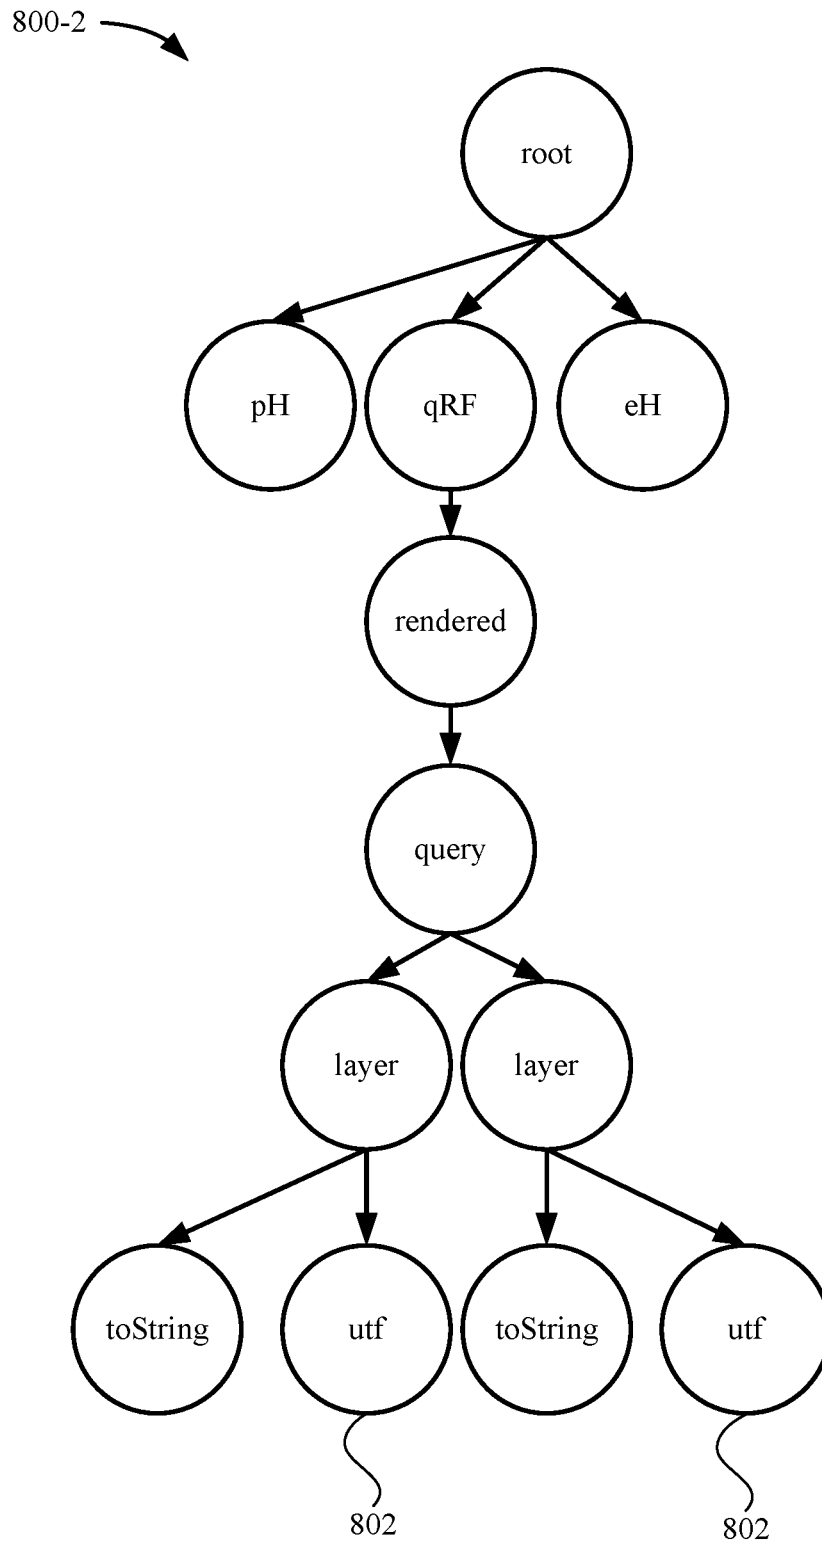 800-2
root
pH qRF eH
rendered
query
layer layer
toString utf toString utf
802 802